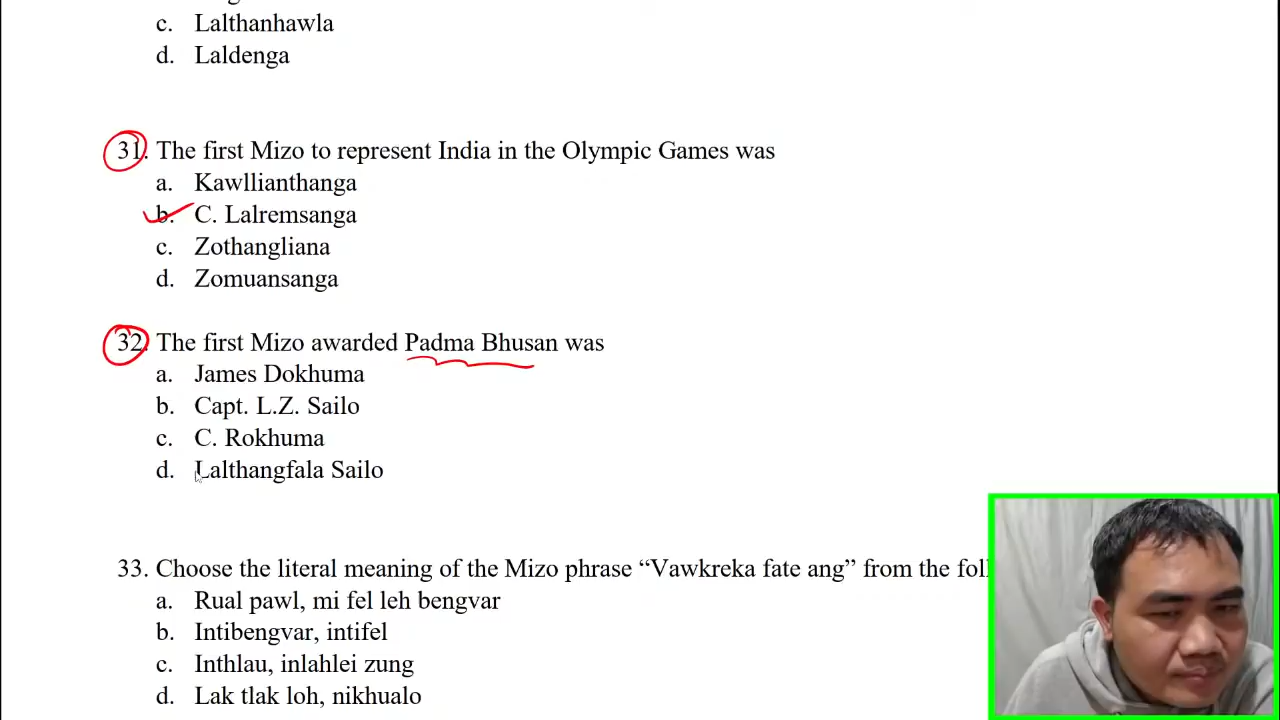 c. Lalthanhawla
d. Laldenga
31. The first Mizo to represent India in the Olympic Games was
a. Kawllianthanga
b. C. Lalremsanga
c. Zothangliana
d. Zomuansanga
32. The first Mizo awarded Padma Bhusan was
a. James Dokhuma
b. Capt. L.Z. Sailo
c. C. Rokhuma
d. Lalthangfala Sailo
33. Choose the literal meaning of the Mizo phrase “Vawkreka fate ang” from the
a. Rual pawl, mi fel leh bengvar
b. Intibengvar, intifel
c. Inthlau, inlahlei zung
d. Lak tlak loh, nikhualo